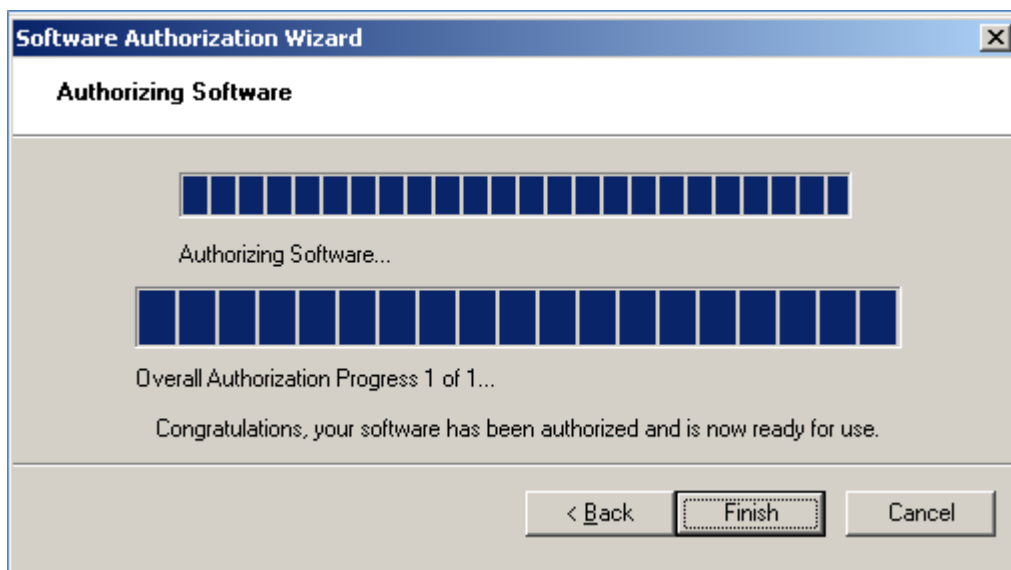 Software Authorization Wizard
Authorizing Software
Authorizing Software...
Overall Authorization Progress 1 of 1...
Congratulations, your software has been authorized and is now ready for use.
< Back Finish Cancel